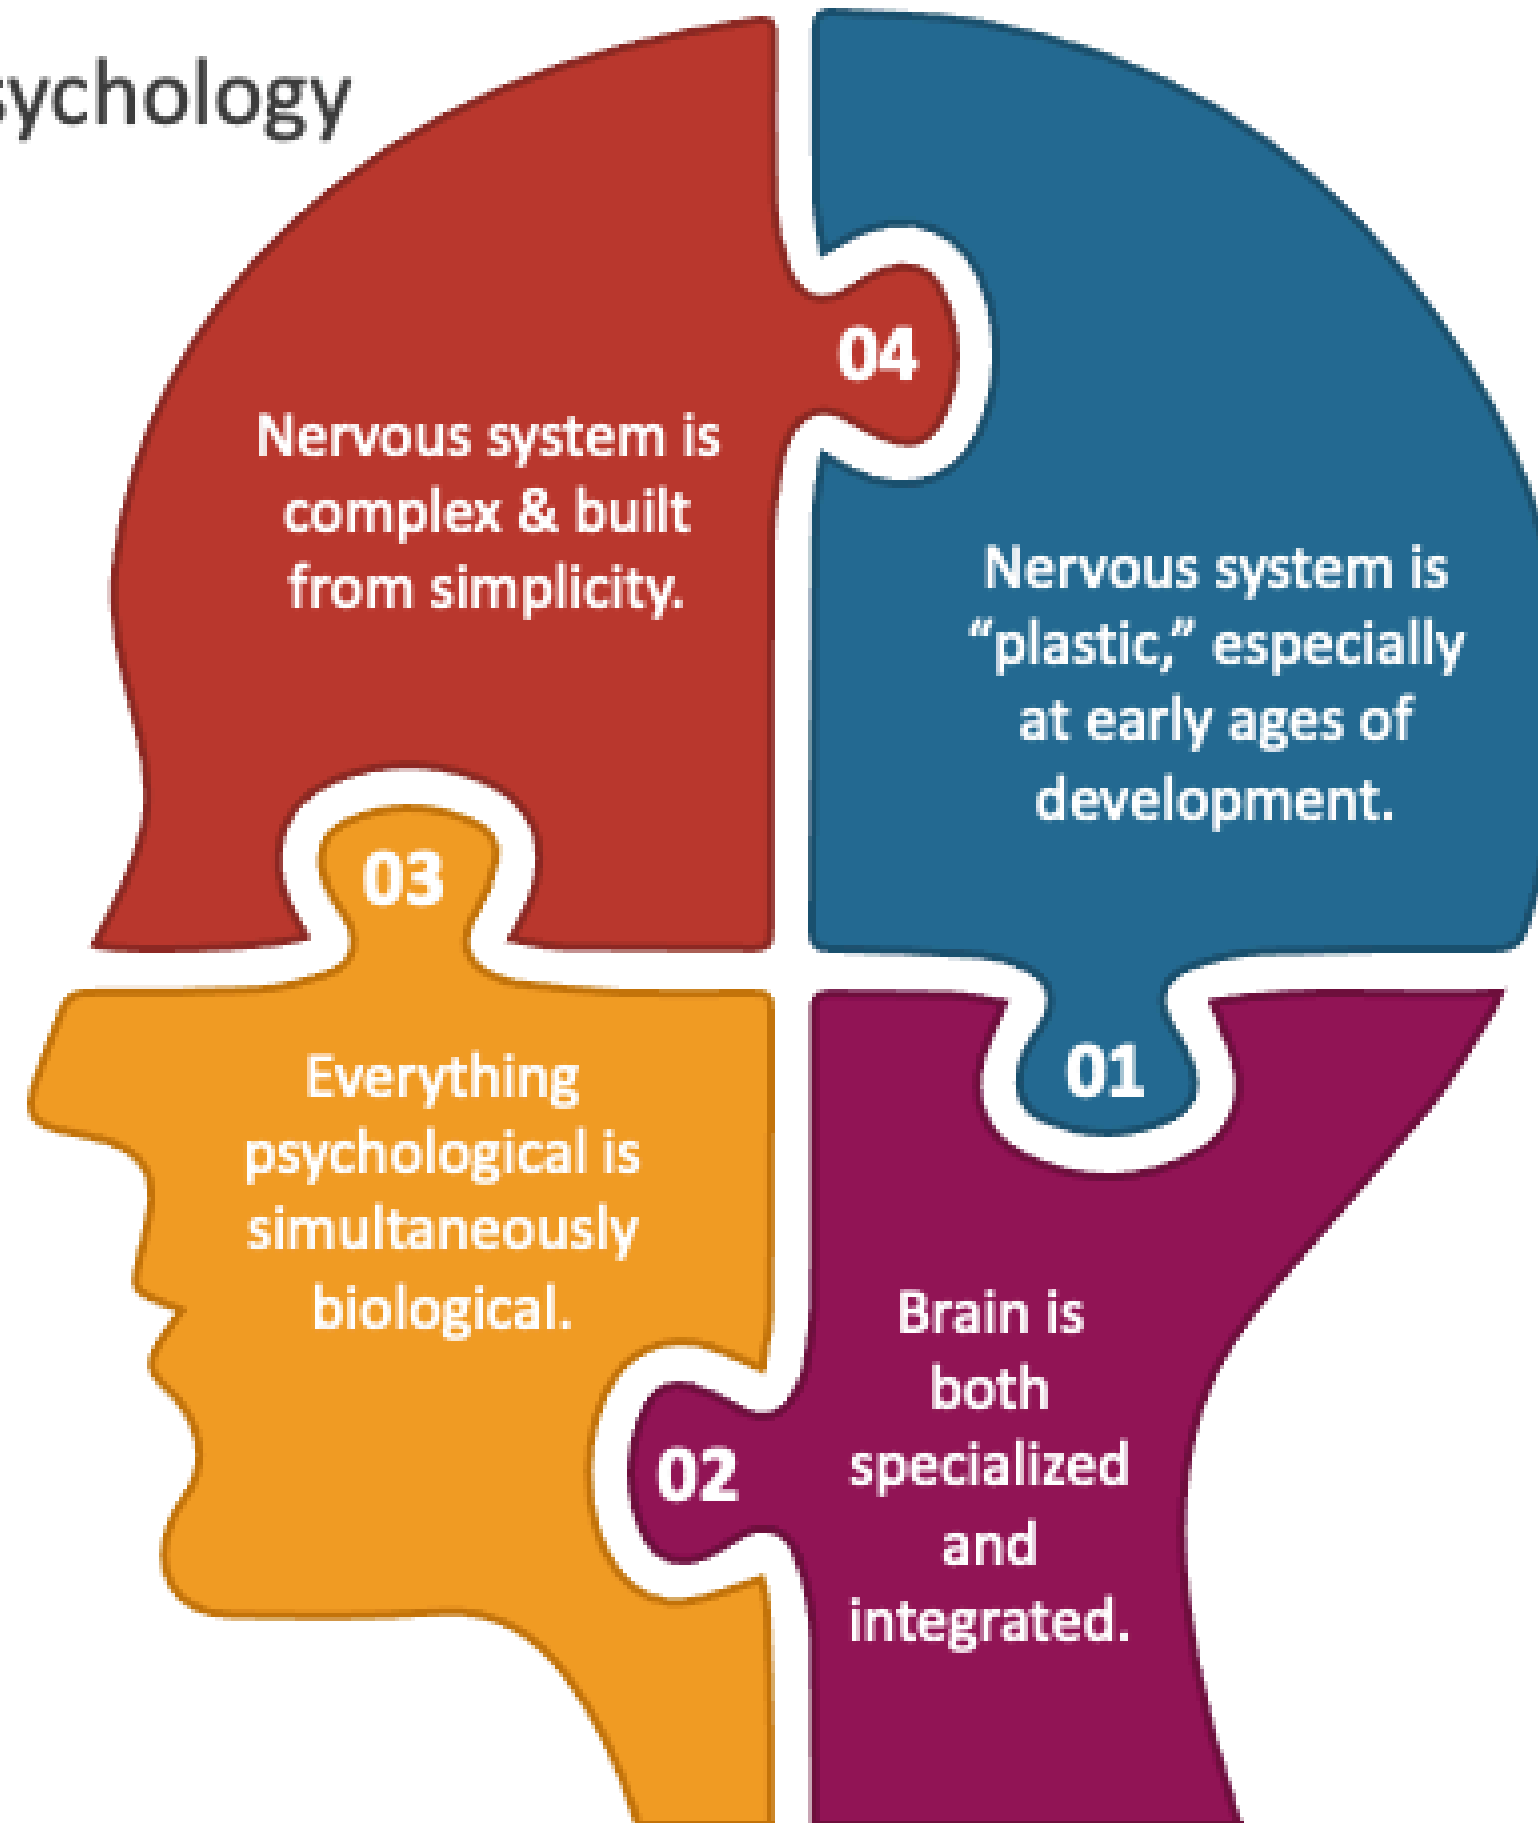 sychology
04
Nervous system is
complex & built
from simplicity.
Nervous system is
“plastic,” especially
at early ages of
development.
03
01
Everything
psychological is
simultaneously
biological.
Brain is
both
specialized
and
integrated.
02